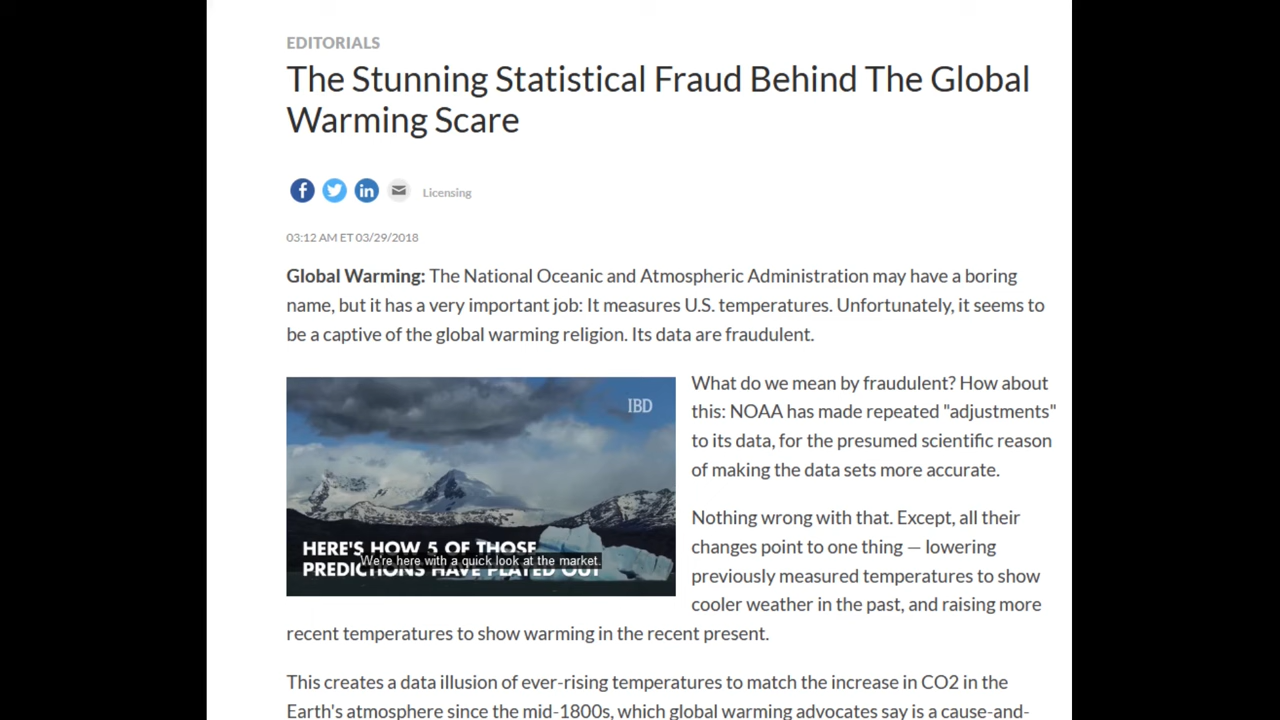 EDITORIALS
The Stunning Statistical Fraud Behind The Global
Warming Scare
Licensing
03:12 AM ET 03/29/2018
Global Warming: The National Oceanic and Atmospheric Administration may have a boring
name, but it has a very important job: It measures U.S. temperatures. Unfortunately, it seems to
be a captive of the global warming religion. Its data are fraudulent.
IBD
HERE'S HOW 5 OF THOSE
PREDICTIONS HAVE PLAYED OUT
We're here with a quick look at the market.
What do we mean by fraudulent? How about
this: NOAA has made repeated "adjustments"
to its data, for the presumed scientific reason
of making the data sets more accurate.
Nothing wrong with that. Except, all their
changes point to one thing — lowering
previously measured temperatures to show
cooler weather in the past, and raising more
recent temperatures to show warming in the recent present.
This creates a data illusion of ever-rising temperatures to match the increase in CO2 in the
Earth's atmosphere since the mid-1800s, which global warming advocates say is a cause-and-